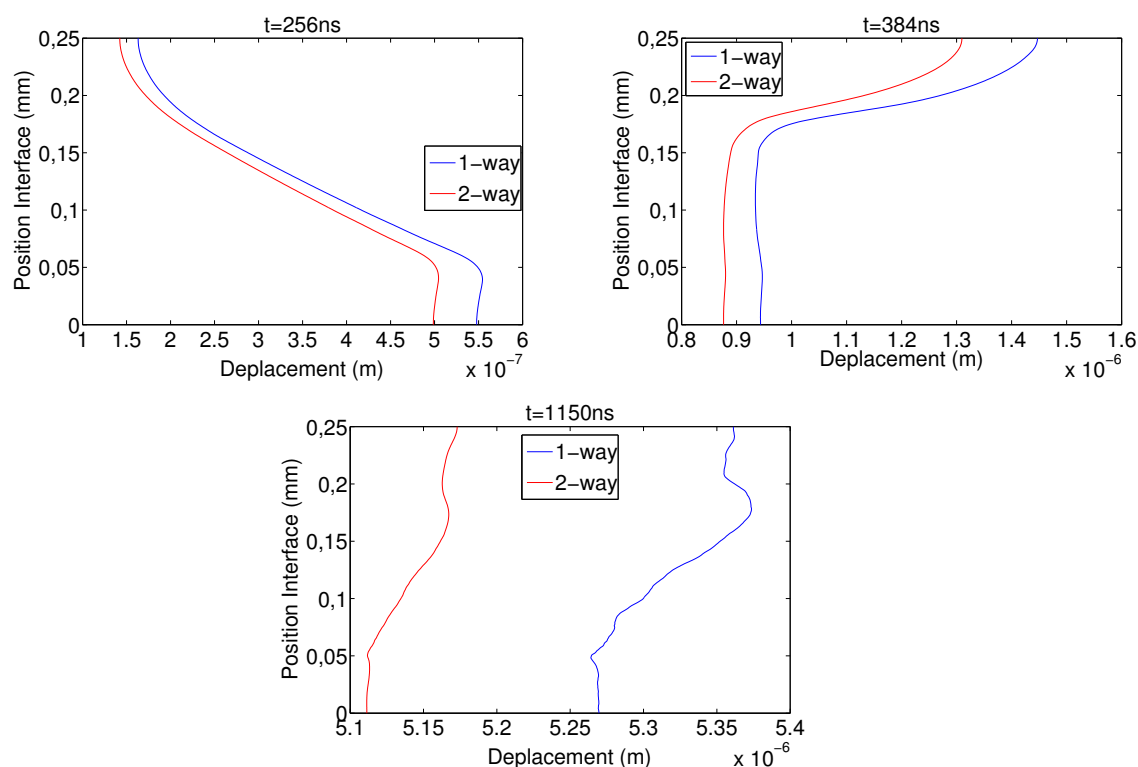 t=256ns
0,25
0,2
0,15
0,1
0,05
0
Position Interface (mm)
1-way
2-way
1 1.5 2 2.5 3 3.5 4 4.5 5 5.5 6
Deplacement (m)
x 10⁻⁷
t=384ns
0,25
0,2
0,15
0,1
0,05
0
Position Interface (mm)
1-way
2-way
0.8 0.9 1 1.1 1.2 1.3 1.4 1.5 1.6
Deplacement (m)
x 10⁻⁶
t=1150ns
0,25
0,2
0,15
0,1
0,05
0
Position Interface (mm)
1-way
2-way
5.1 5.15 5.2 5.25 5.3 5.37 5.4
Deplacement (m)
x 10⁻⁶